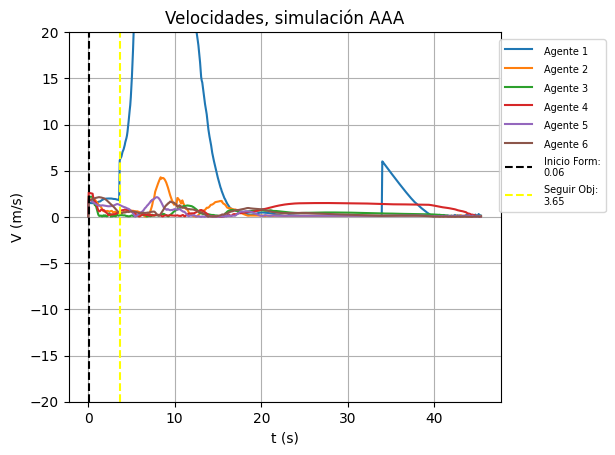 Velocidades, simulación AAA
20
15
10
5
0
−5
−10
−15
−20
V (m/s)
0
10
20
30
40
t (s)
Agente 1
Agente 2
Agente 3
Agente 4
Agente 5
Agente 6
Inicio Form:
0.06
Seguir Obj:
3.65